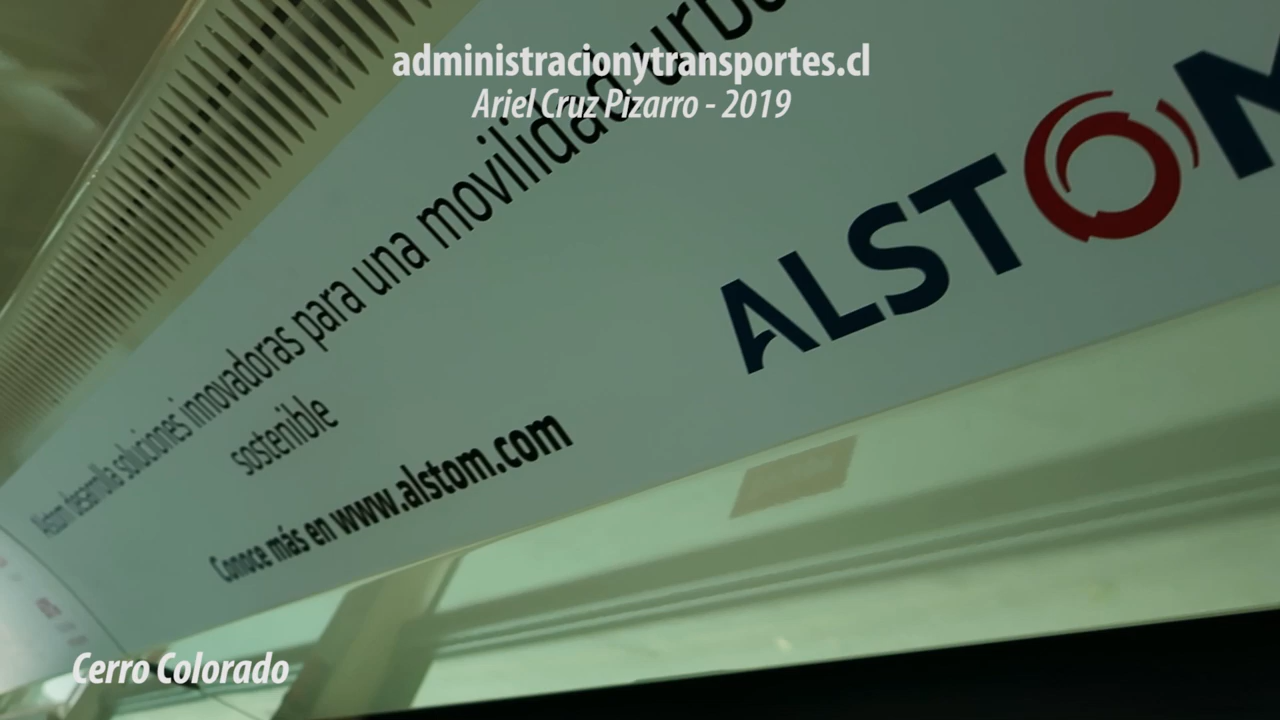 administracionytransportes.cl
Ariel Cruz Pizarro - 2019
Alstom desarrolla soluciones innovadoras para una movilidad urba
sostenible
Conoce más en www.alstom.com
ALSTOM
Cerro Colorado